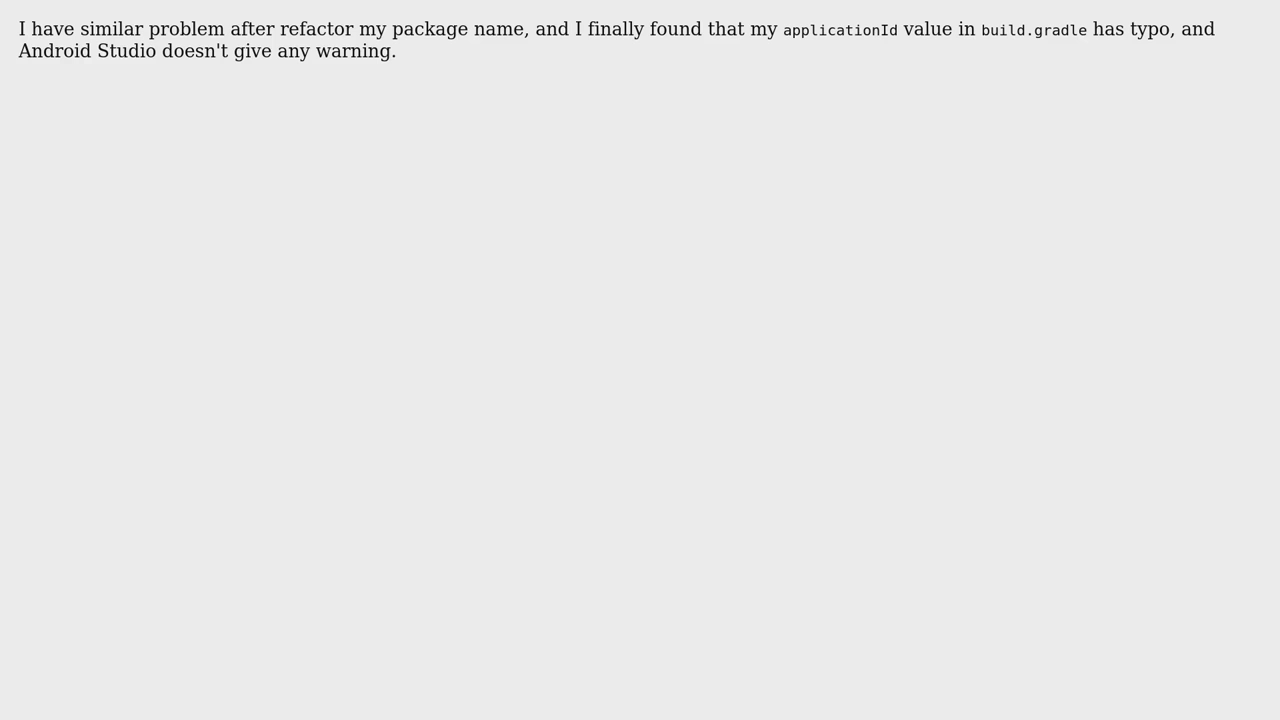 I have similar problem after refactor my package name, and I finally found that my applicationId value in build.gradle has typo, and
Android Studio doesn't give any warning.